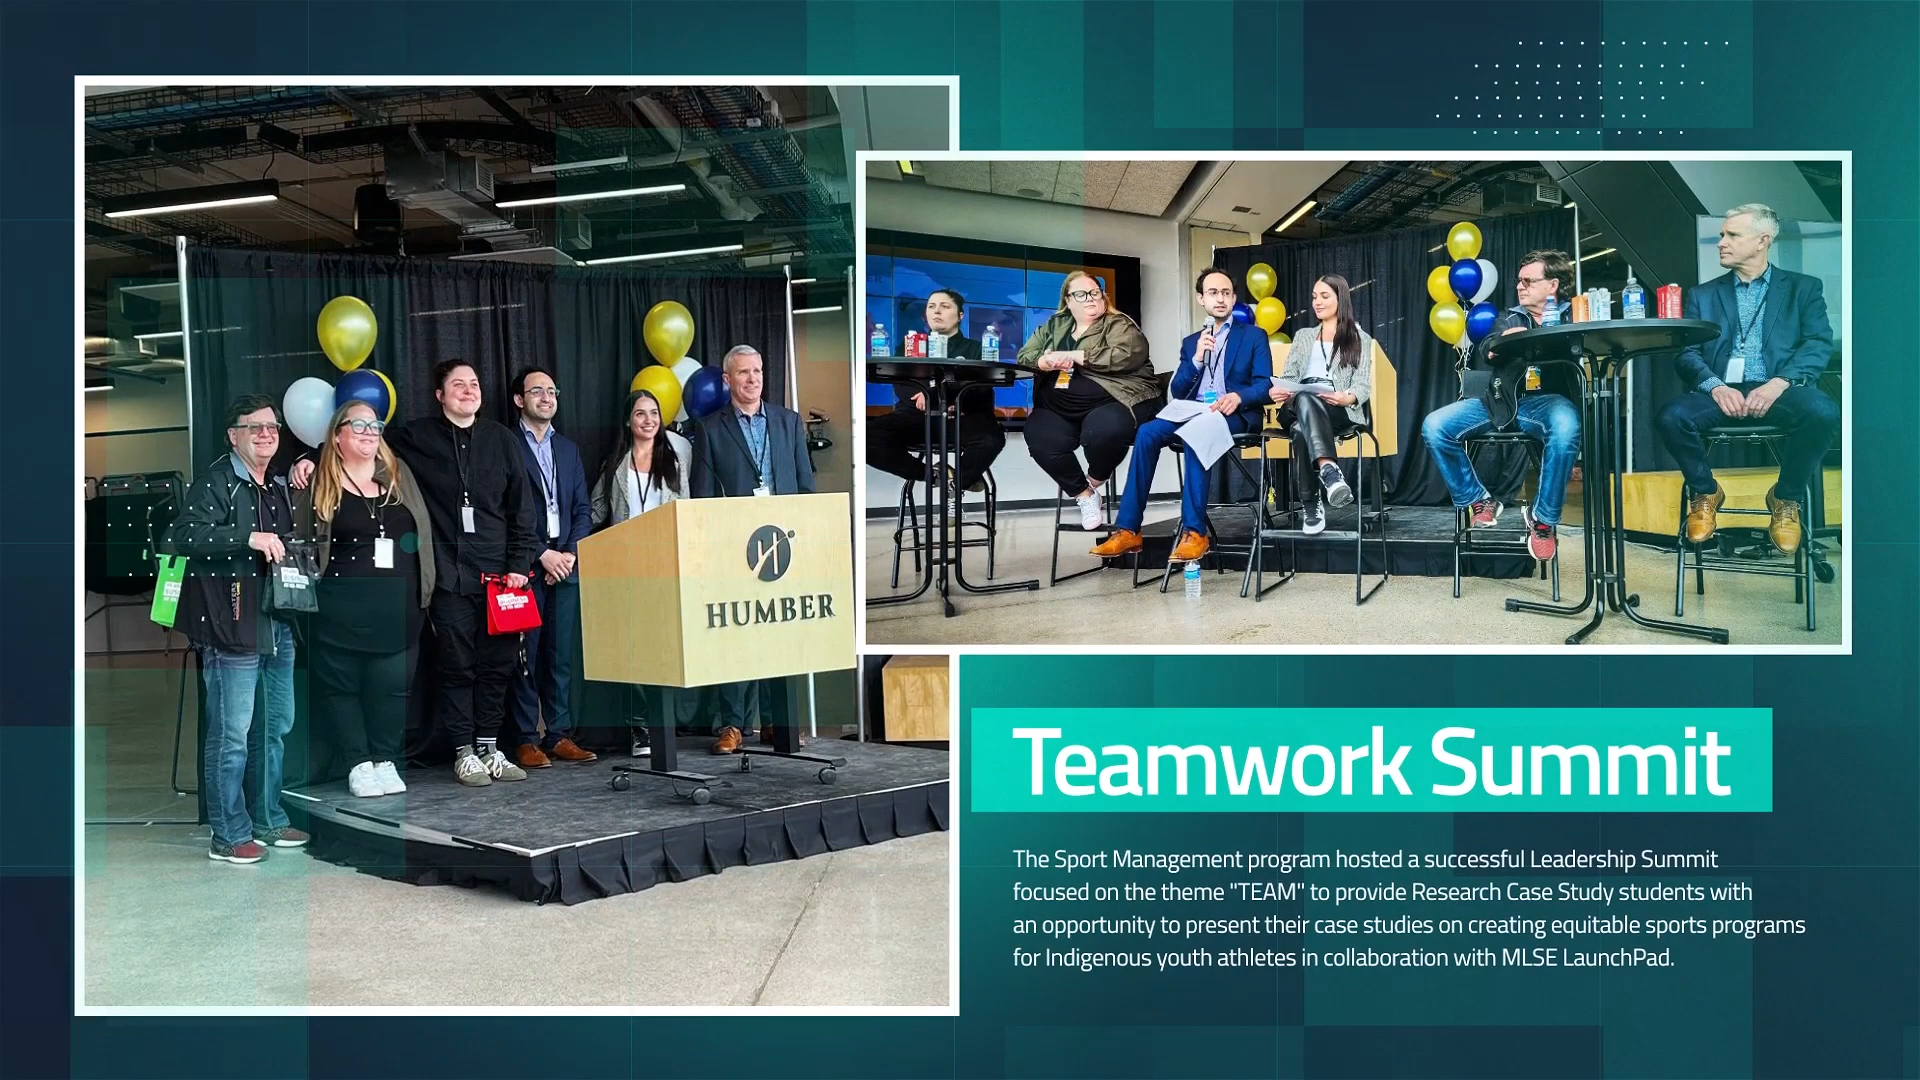 HUMBER
Teamwork Summit
The Sport Management program hosted a successful Leadership Summit
focused on the theme "TEAM" to provide Research Case Study students with
an opportunity to present their case studies on creating equitable sports programs
for Indigenous youth athletes in collaboration with MLSE LaunchPad.